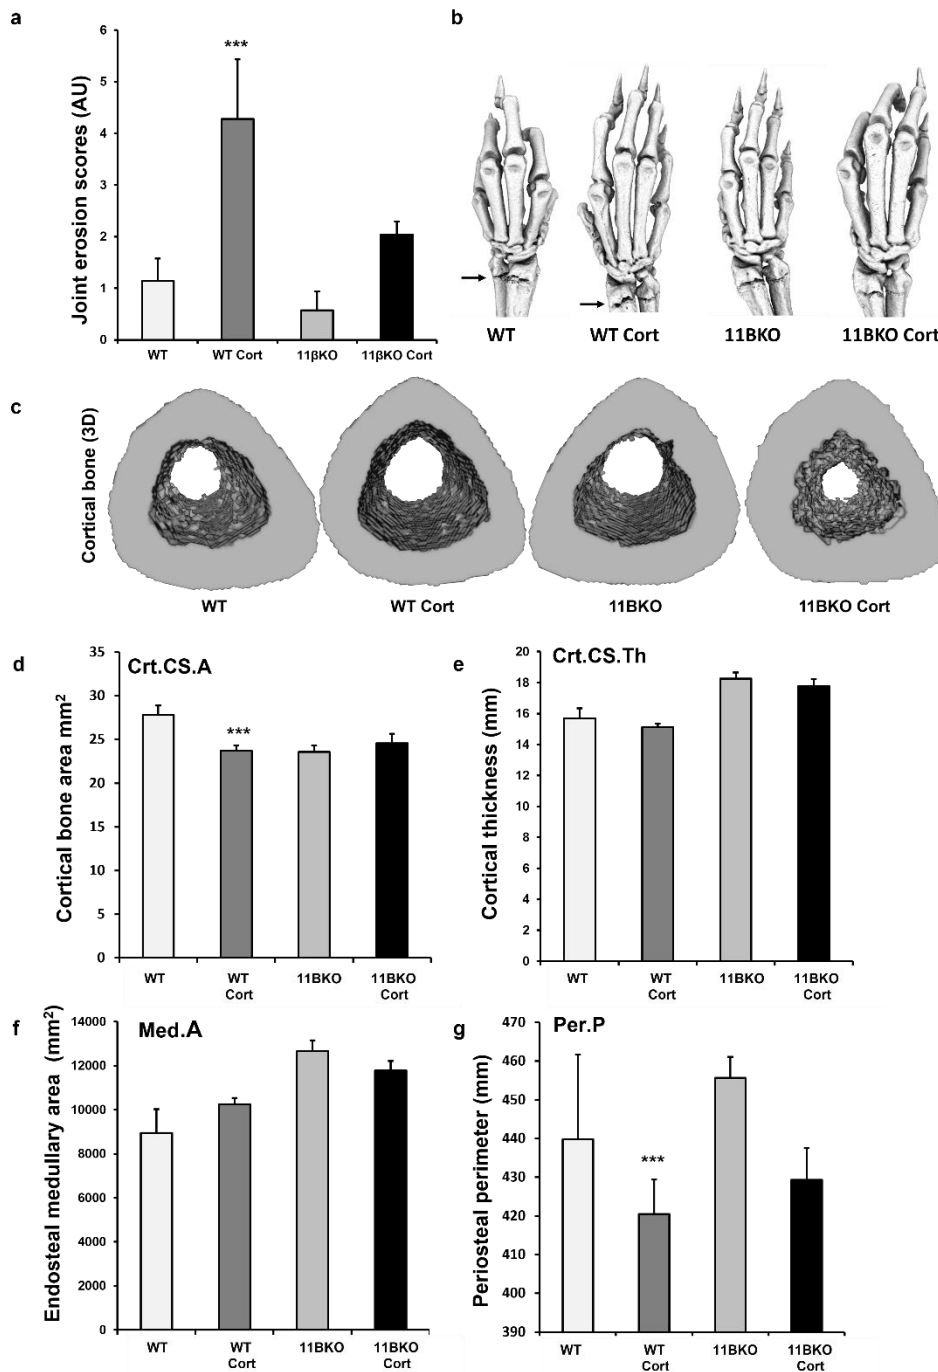 a
Joint erosion scores (AU)
6
5
4
3
2
1
0
***
WT
WT Cort
11βKO
11βKO Cort
b
WT
WT Cort
11BKO
11BKO Cort
c
Cortical bone (3D)
WT
WT Cort
11BKO
11BKO Cort
d
Crt.CS.A
Cortical bone area mm²
35
30
25
20
15
10
5
0
***
WT
WT
Cort
11BKO
11BKO
Cort
e
Crt.CS.Th
Cortical thickness (mm)
20
18
16
14
12
10
8
6
4
2
0
WT
WT
Cort
11BKO
11BKO
Cort
f
Med.A
Endosteal medullary area (mm²)
14000
12000
10000
8000
6000
4000
2000
0
WT
WT
Cort
11BKO
11BKO
Cort
g
Per.P
Periosteal perimeter (mm)
470
460
450
440
430
420
410
400
390
***
WT
WT
Cort
11BKO
11BKO
Cort